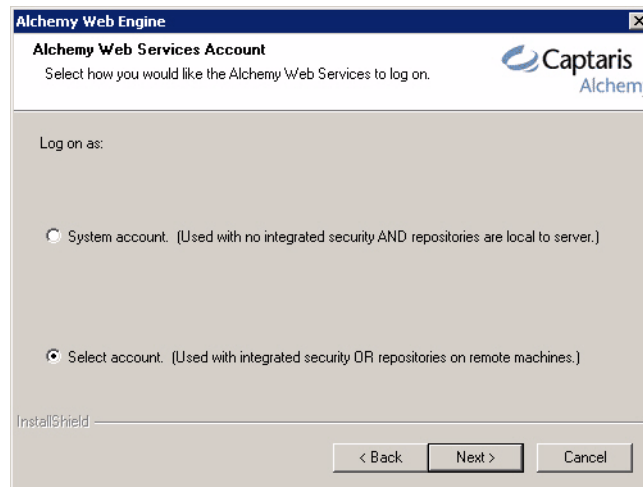 Alchemy Web Engine
Alchemy Web Services Account
Select how you would like the Alchemy Web Services to log on.
Captaris
Alchem
Log on as:
System account. (Used with no integrated security AND repositories are local to server.)
Select account. (Used with integrated security OR repositories on remote machines.)
InstallShield
< Back
Next >
Cancel